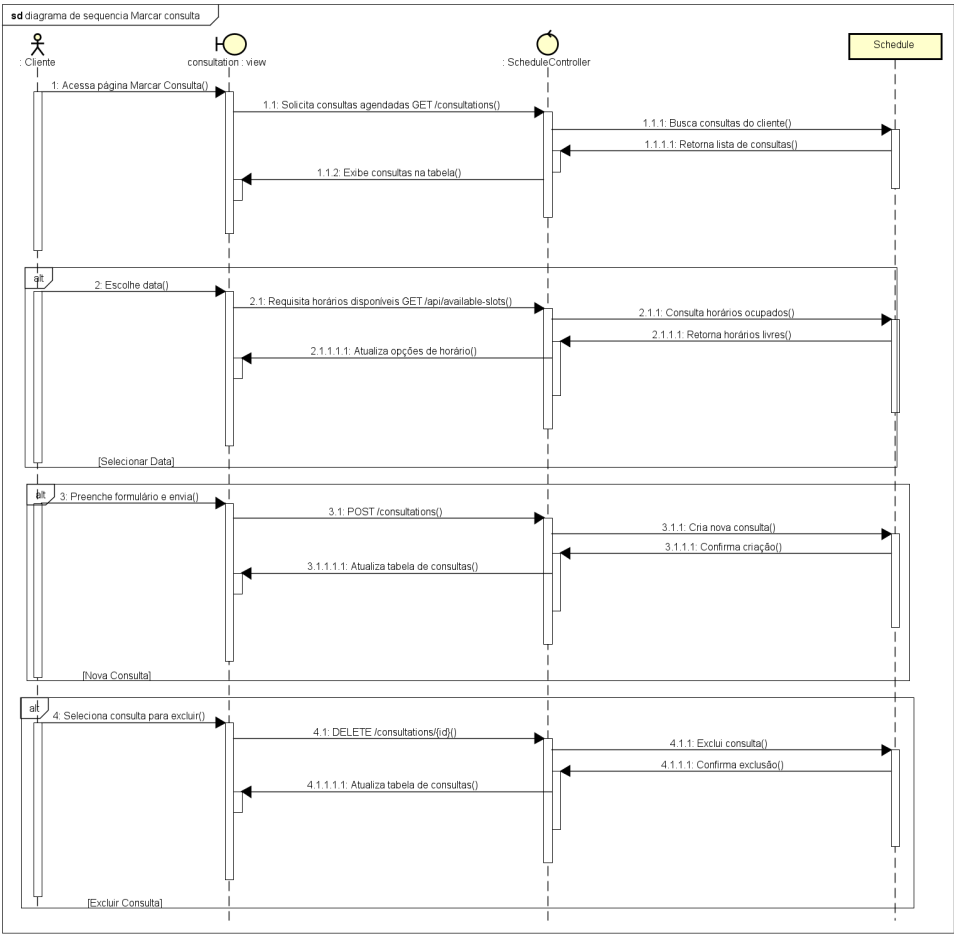 sd diagrama de sequencia Marcar consulta
: Cliente
consultation : view
: ScheduleController
Schedule
1: Acessa página Marcar Consulta()
1.1: Solicita consultas agendadas GET /consultations()
1.1.1: Busca consultas do cliente()
1.1.1.1: Retorna lista de consultas()
1.1.2: Exibe consultas na tabela()
alt
2: Escolhe data()
2.1: Requisita horários disponíveis GET /api/available-slots()
2.1.1: Consulta horários ocupados()
2.1.1.1: Retorna horários livres()
2.1.1.1.1: Atualiza opções de horário()
[Selecionar Data]
alt
3: Preenche formulário e envia()
3.1: POST /consultations()
3.1.1: Cria nova consulta()
3.1.1.1: Confirma criação()
3.1.1.1.1: Atualiza tabela de consultas()
[Nova Consulta]
alt
4: Seleciona consulta para excluir()
4.1: DELETE /consultations/{id}()
4.1.1: Exclui consulta()
4.1.1.1: Confirma exclusão()
4.1.1.1.1: Atualiza tabela de consultas()
[Excluir Consulta]